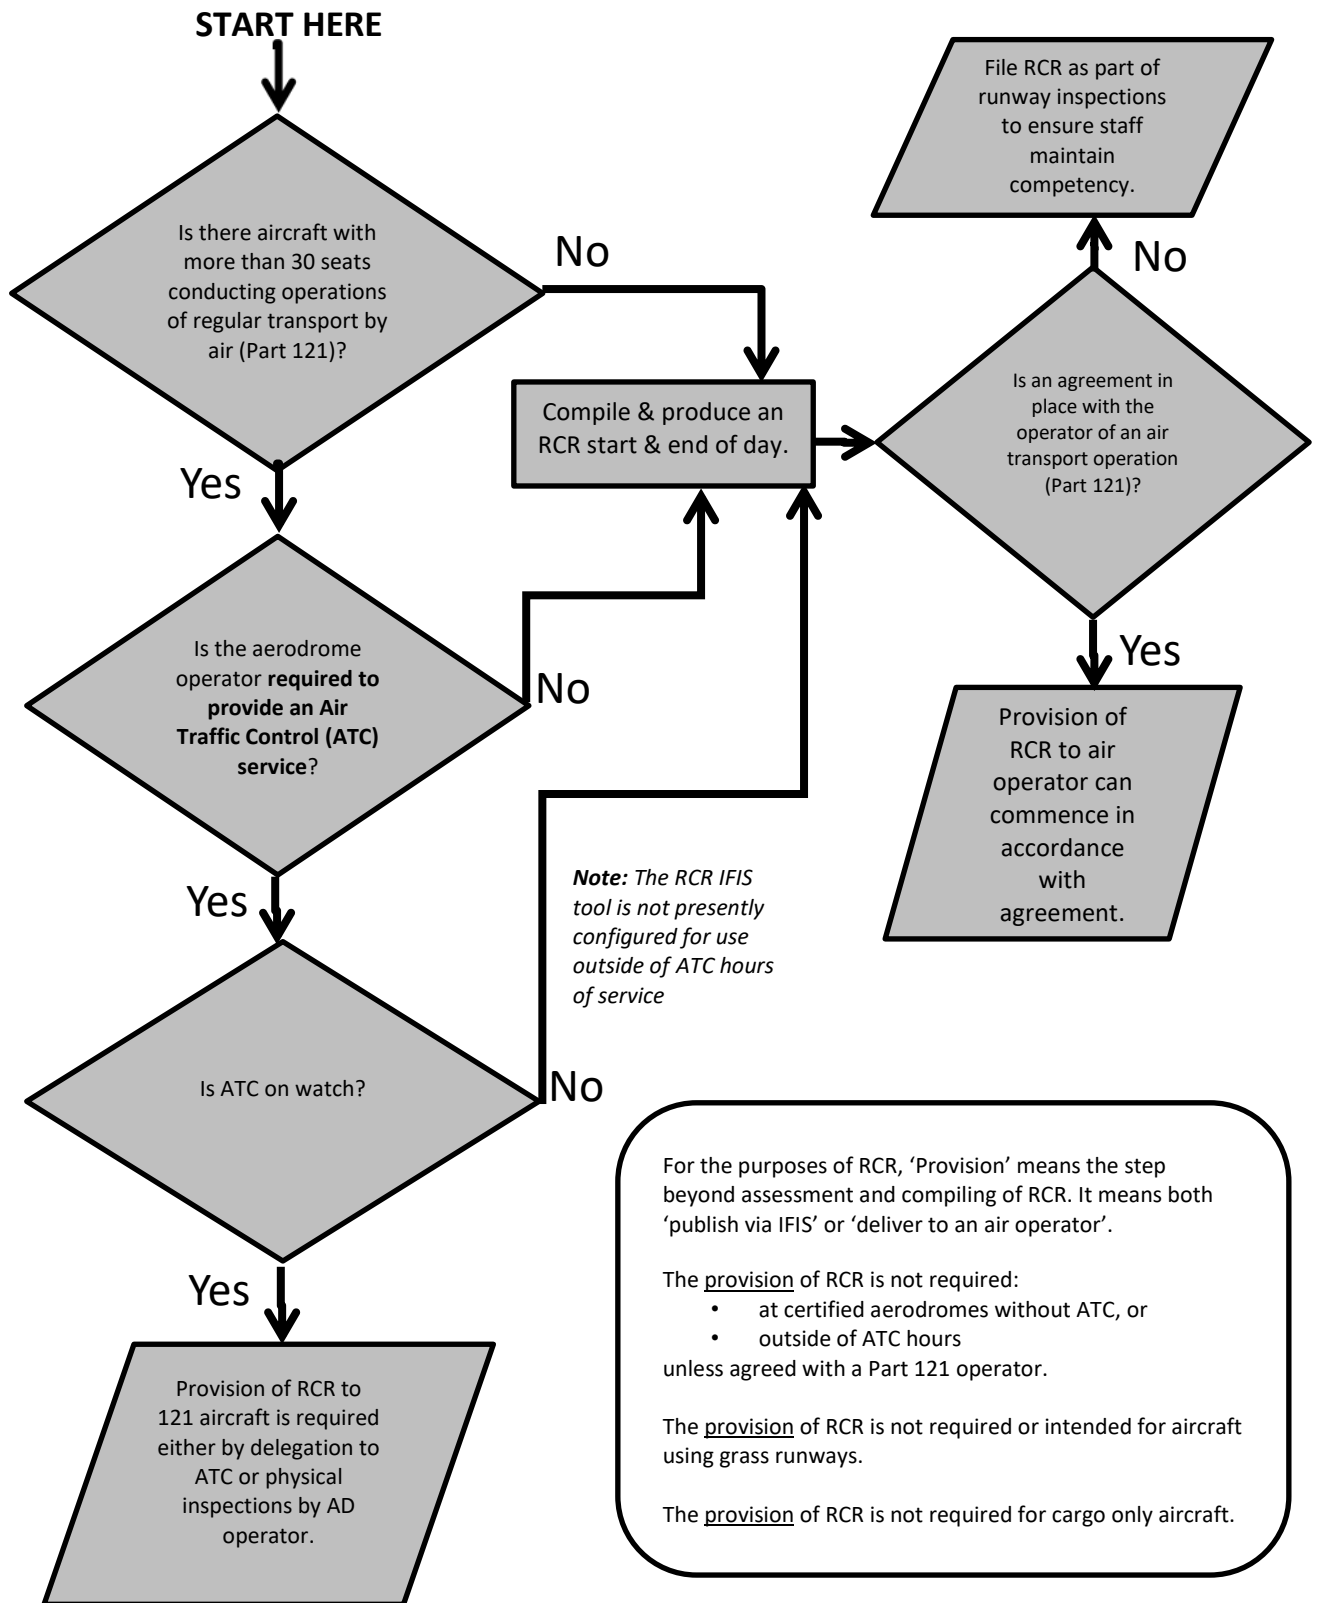 START HERE
Is there aircraft with
more than 30 seats
conducting operations
of regular transport by
air (Part 121)?
No
Yes
Compile & produce an
RCR start & end of day.
File RCR as part of
runway inspections
to ensure staff
maintain
competency.
No
Is an agreement in
place with the
operator of an air
transport operation
(Part 121)?
Yes
Provision of
RCR to air
operator can
commence in
accordance
with
agreement.
Is the aerodrome
operator required to
provide an Air
Traffic Control (ATC)
service?
No
Yes
Note: The RCR IFIS
tool is not presently
configured for use
outside of ATC hours
of service
Is ATC on watch?
No
Yes
Provision of RCR to
121 aircraft is required
either by delegation to
ATC or physical
inspections by AD
operator.
For the purposes of RCR, ‘Provision’ means the step
beyond assessment and compiling of RCR. It means both
‘publish via IFIS’ or ‘deliver to an air operator’.
The provision of RCR is not required:
• at certified aerodromes without ATC, or
• outside of ATC hours
unless agreed with a Part 121 operator.
The provision of RCR is not required or intended for aircraft
using grass runways.
The provision of RCR is not required for cargo only aircraft.